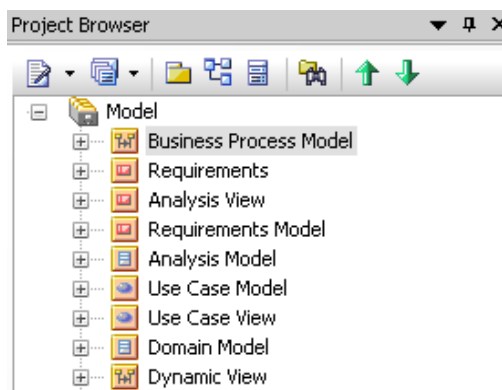 Project Browser
Model
Business Process Model
Requirements
Analysis View
Requirements Model
Analysis Model
Use Case Model
Use Case View
Domain Model
Dynamic View